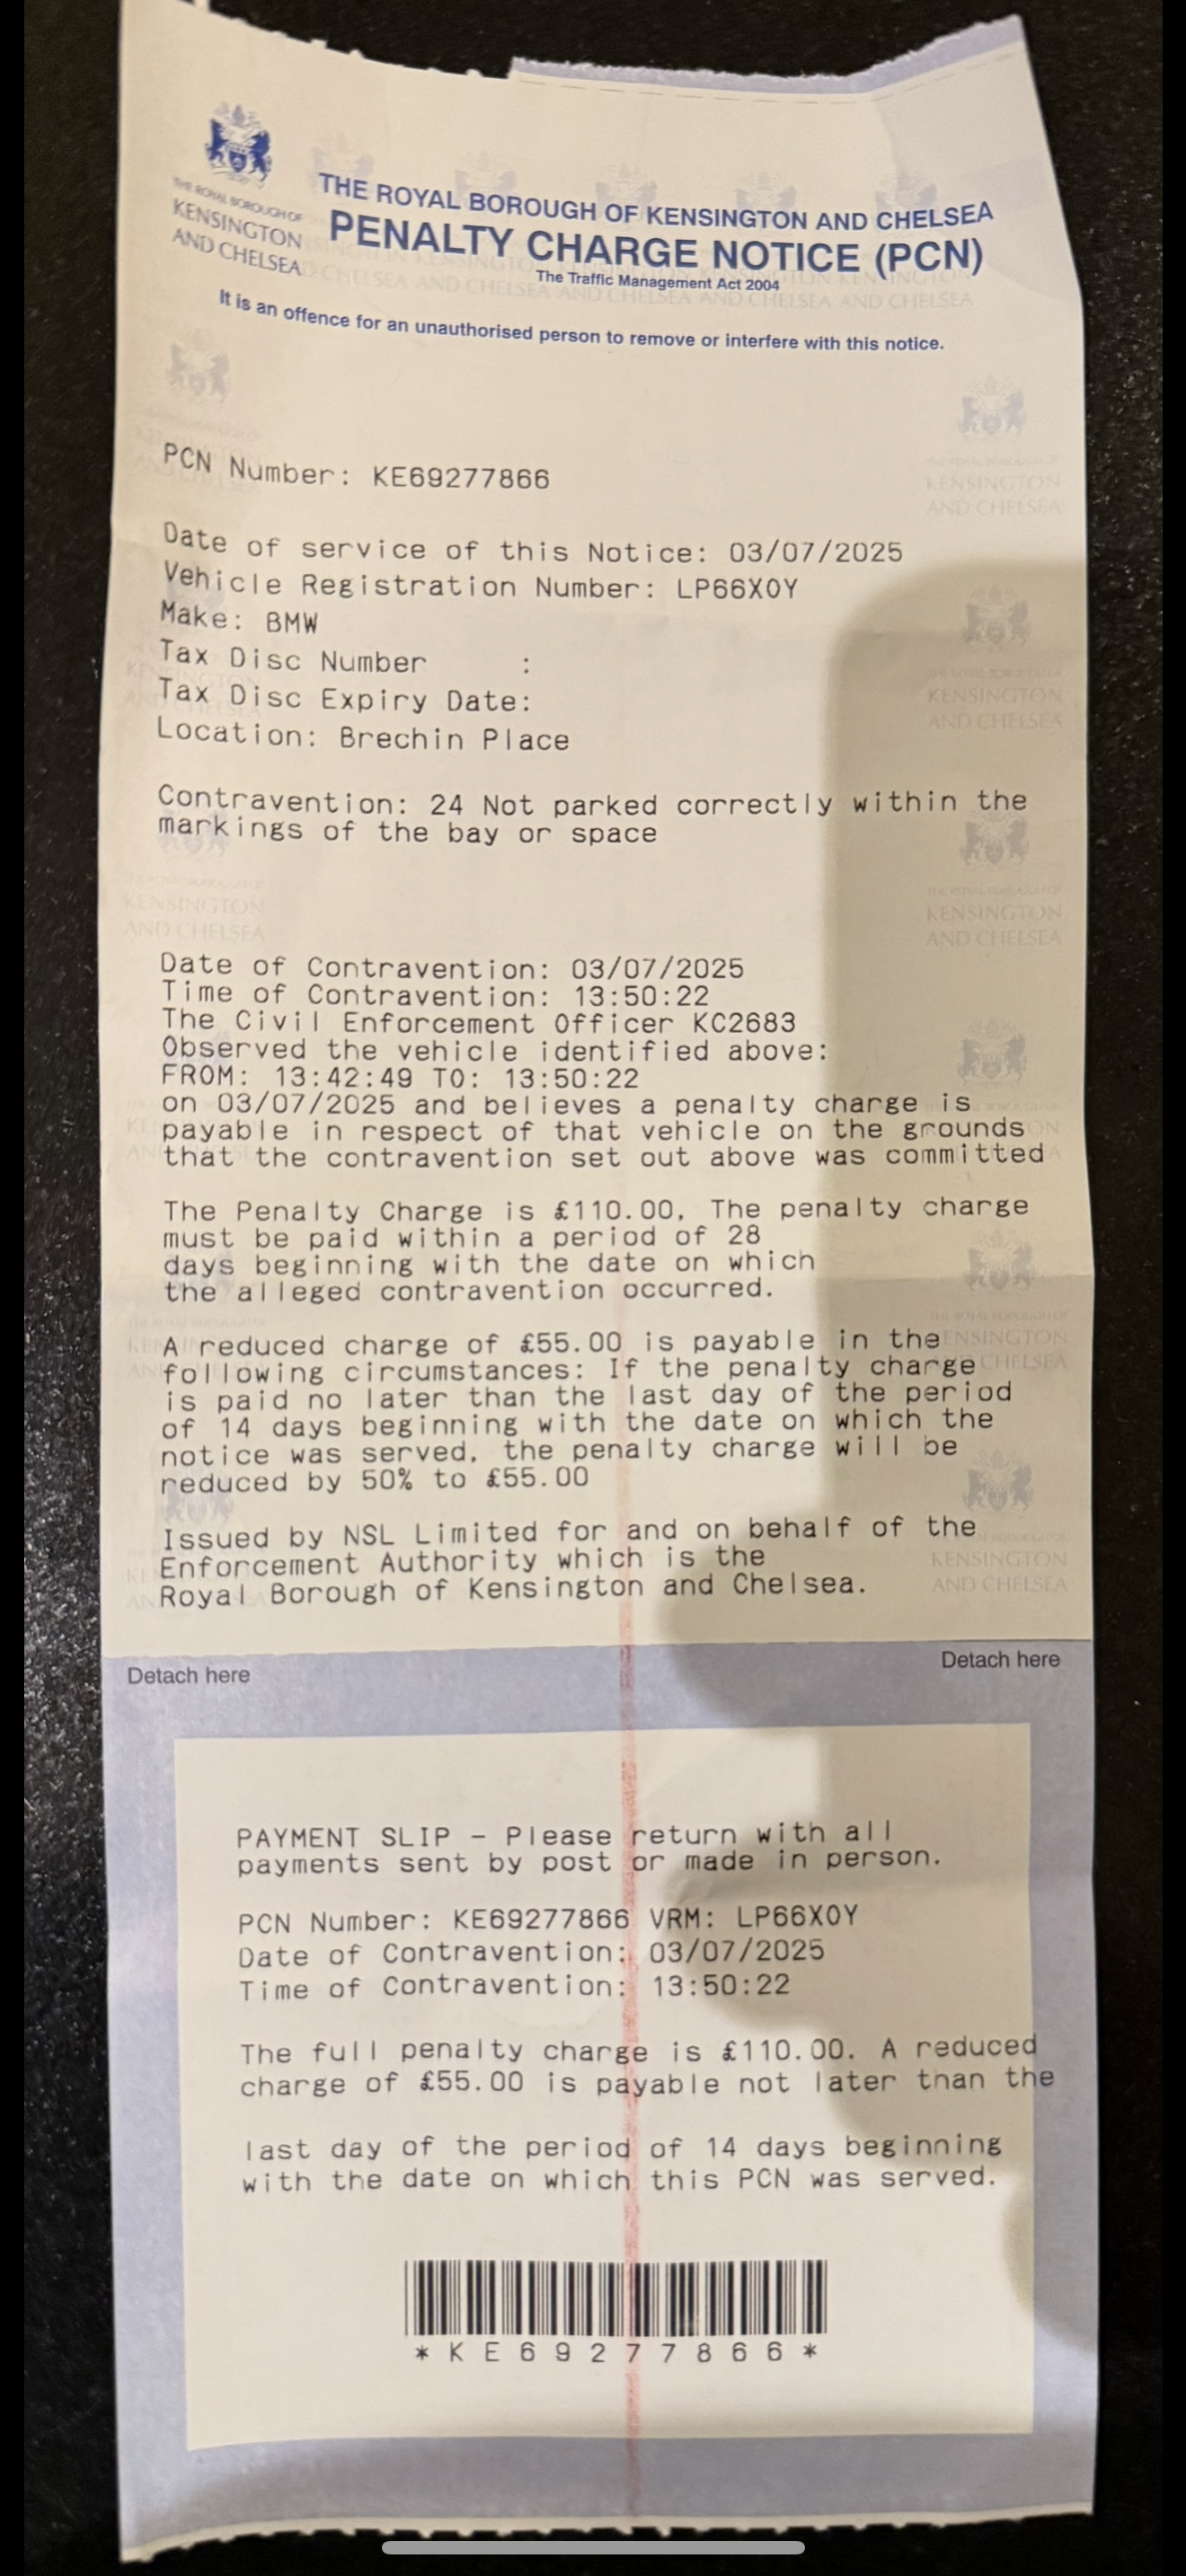 THE ROYAL BOROUGH OF
KENSINGTON
AND CHELSEA
THE ROYAL BOROUGH OF KENSINGTON AND CHELSEA
PENALTY CHARGE NOTICE (PCN)
The Traffic Management Act 2004
It is an offence for an unauthorised person to remove or interfere with this notice.
PCN Number: KE69277866
Date of service of this Notice: 03/07/2025
Vehicle Registration Number: LP66XOY
Make: BMW
Tax Disc Number :
Tax Disc Expiry Date:
Location: Brechin Place
Contravention: 24 Not parked correctly within the
markings of the bay or space
Date of Contravention: 03/07/2025
Time of Contravention: 13:50:22
The Civil Enforcement Officer KC2683
Observed the vehicle identified above:
FROM: 13:42:49 TO: 13:50:22
on 03/07/2025 and believes a penalty charge is
payable in respect of that vehicle on the grounds
that the contravention set out above was committed
The Penalty Charge is £110.00. The penalty charge
must be paid within a period of 28
days beginning with the date on which
the alleged contravention occurred.
A reduced charge of £55.00 is payable in the
following circumstances: If the penalty charge
is paid no later than the last day of the period
of 14 days beginning with the date on which the
notice was served, the penalty charge will be
reduced by 50% to £55.00
Issued by NSL Limited for and on behalf of the
Enforcement Authority which is the
Royal Borough of Kensington and Chelsea.
Detach here Detach here
PAYMENT SLIP - Please return with all
payments sent by post or made in person.
PCN Number: KE69277866 VRM: LP66XOY
Date of Contravention: 03/07/2025
Time of Contravention: 13:50:22
The full penalty charge is £110.00. A reduced
charge of £55.00 is payable not later than the
last day of the period of 14 days beginning
with the date on which this PCN was served.
*KE69277866*